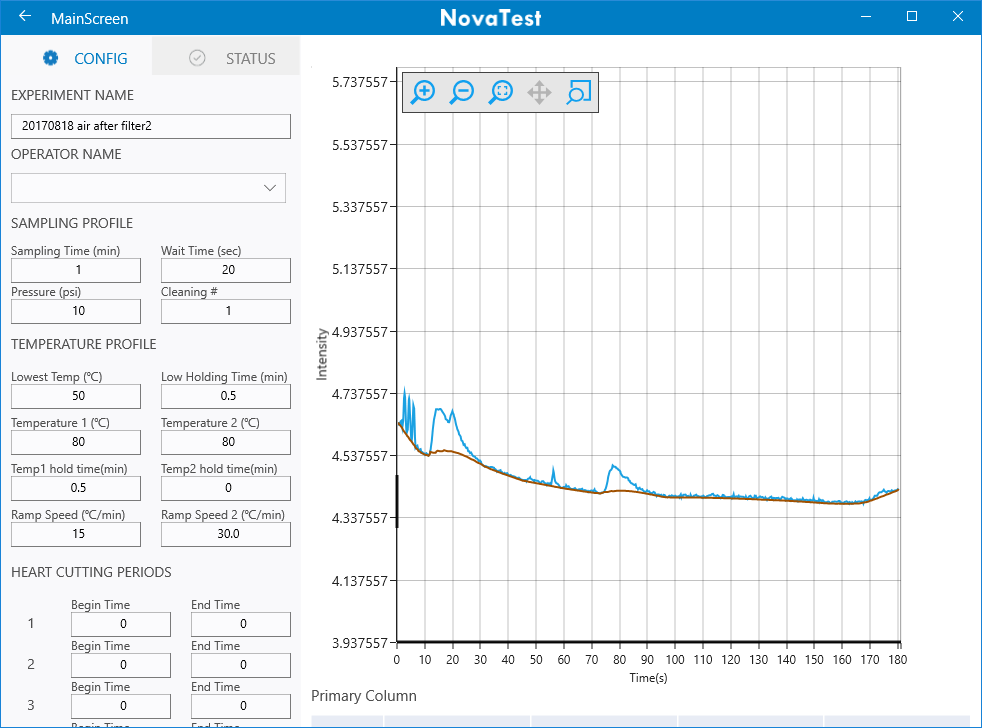 MainScreen
NovaTest
CONFIG
STATUS
EXPERIMENT NAME
20170818 air after filter2
OPERATOR NAME
SAMPLING PROFILE
Sampling Time (min)
Wait Time (sec)
1
20
Pressure (psi)
Cleaning #
10
1
TEMPERATURE PROFILE
Lowest Temp (℃)
Low Holding Time (min)
50
0.5
Temperature 1 (℃)
Temperature 2 (℃)
80
80
Temp1 hold time(min)
Temp2 hold time(min)
0.5
0
Ramp Speed (℃/min)
Ramp Speed 2 (℃/min)
15
30.0
HEART CUTTING PERIODS
Begin Time
End Time
1
0
0
Begin Time
End Time
2
0
0
Begin Time
End Time
3
0
0
Begin Time
End Time
Intensity
5.737557
5.537557
5.337557
5.137557
4.937557
4.737557
4.537557
4.337557
4.137557
3.937557
0 10 20 30 40 50 60 70 80 90 100 110 120 130 140 150 160 170 180
Time(s)
Primary Column